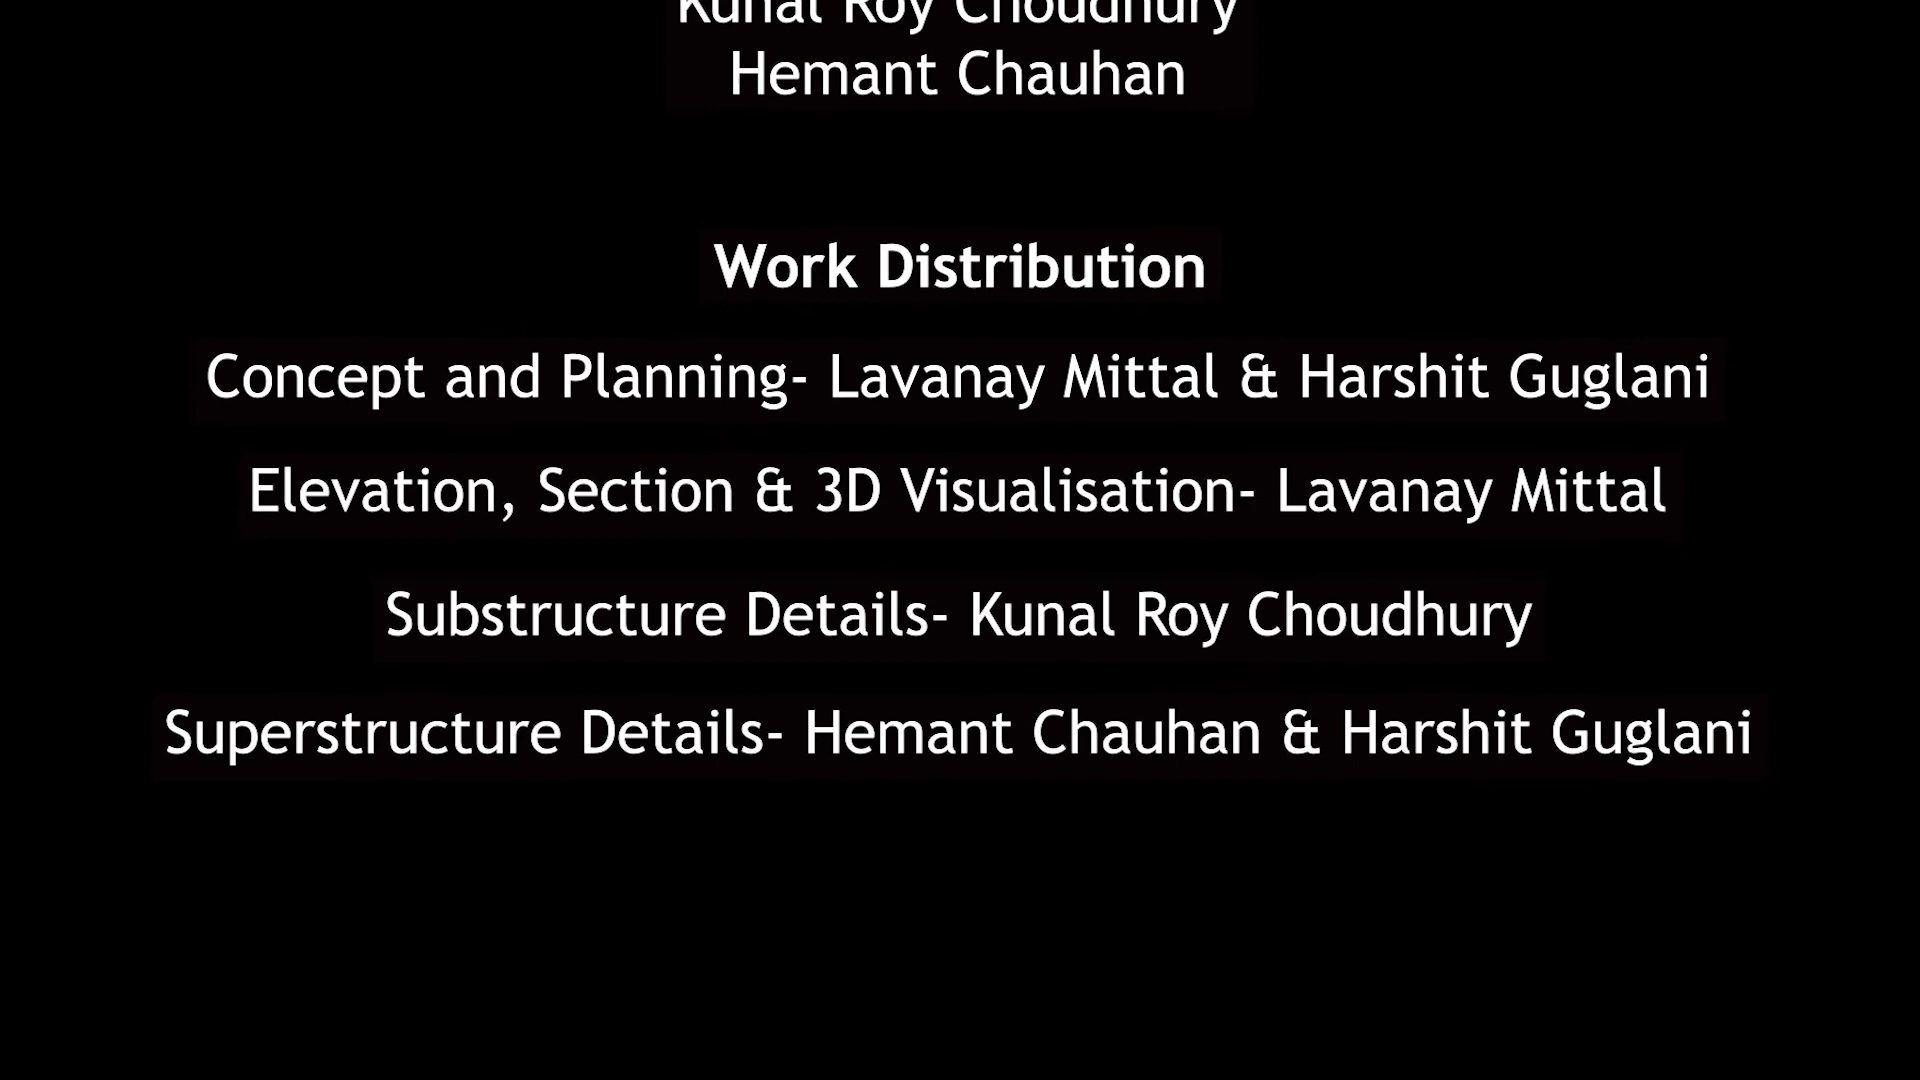 Kunal Roy Choudhury
Hemant Chauhan
Work Distribution
Concept and Planning- Lavanay Mittal & Harshit Guglani
Elevation, Section & 3D Visualisation- Lavanay Mittal
Substructure Details- Kunal Roy Choudhury
Superstructure Details- Hemant Chauhan & Harshit Guglani